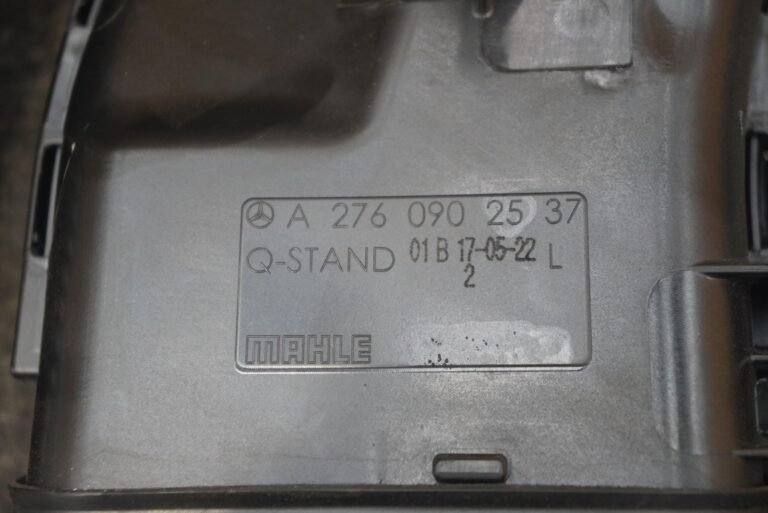 A 276 090 25 37
Q-STAND 01 B 17-05-22 L
2
MAHLE